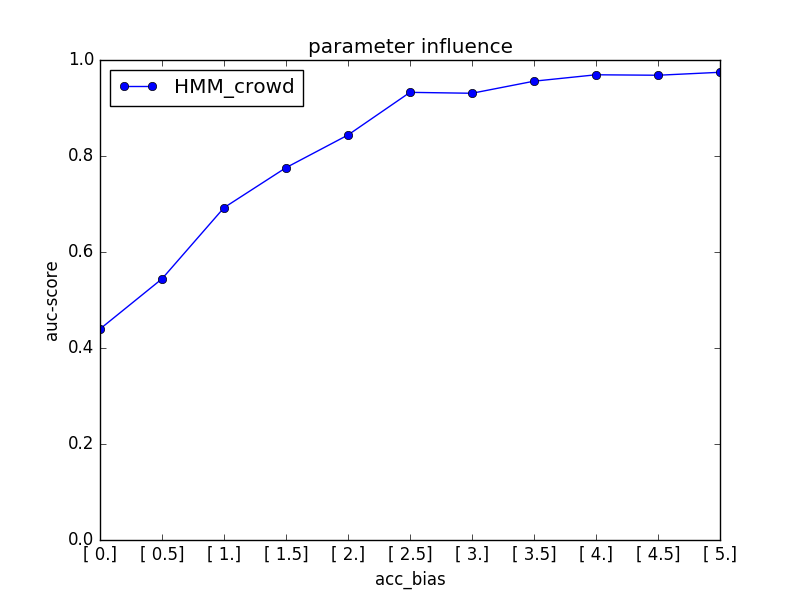 parameter influence
HMM_crowd
1.0
0.8
0.6
0.4
0.2
0.0
auc-score
[ 0.] [ 0.5] [ 1.] [ 1.5] [ 2.] [ 2.5] [ 3.] [ 3.5] [ 4.] [ 4.5] [ 5.]
acc_bias